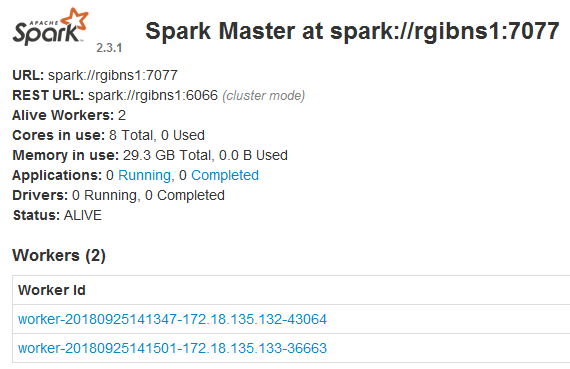 APACHE
Spark 2.3.1 Spark Master at spark://rgibns1:7077
URL: spark://rgibns1:7077
REST URL: spark://rgibns1:6066 (cluster mode)
Alive Workers: 2
Cores in use: 8 Total, 0 Used
Memory in use: 29.3 GB Total, 0.0 B Used
Applications: 0 Running, 0 Completed
Drivers: 0 Running, 0 Completed
Status: ALIVE
Workers (2)
Worker Id
worker-20180925141347-172.18.135.132-43064
worker-20180925141501-172.18.135.133-36663